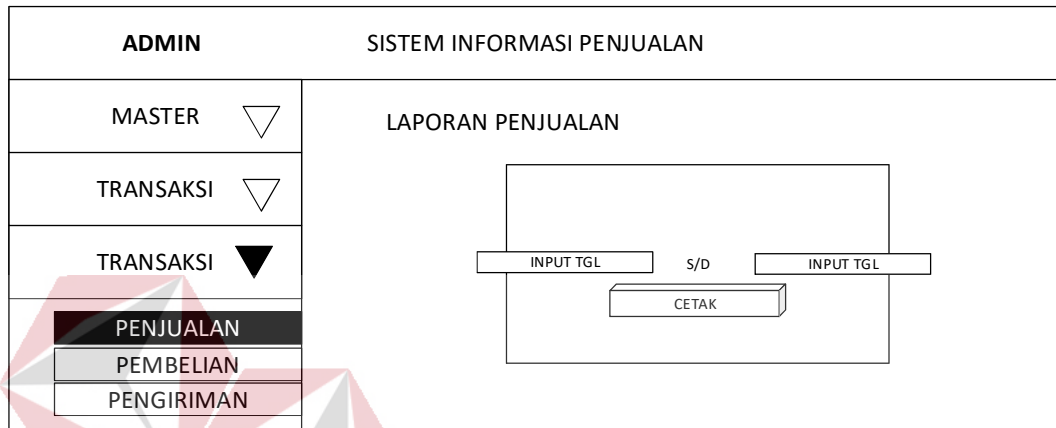 ADMIN
SISTEM INFORMASI PENJUALAN
MASTER
TRANSAKSI
TRANSAKSI
PENJUALAN
PEMBELIAN
PENGIRIMAN
LAPORAN PENJUALAN
INPUT TGL S/D INPUT TGL
CETAK